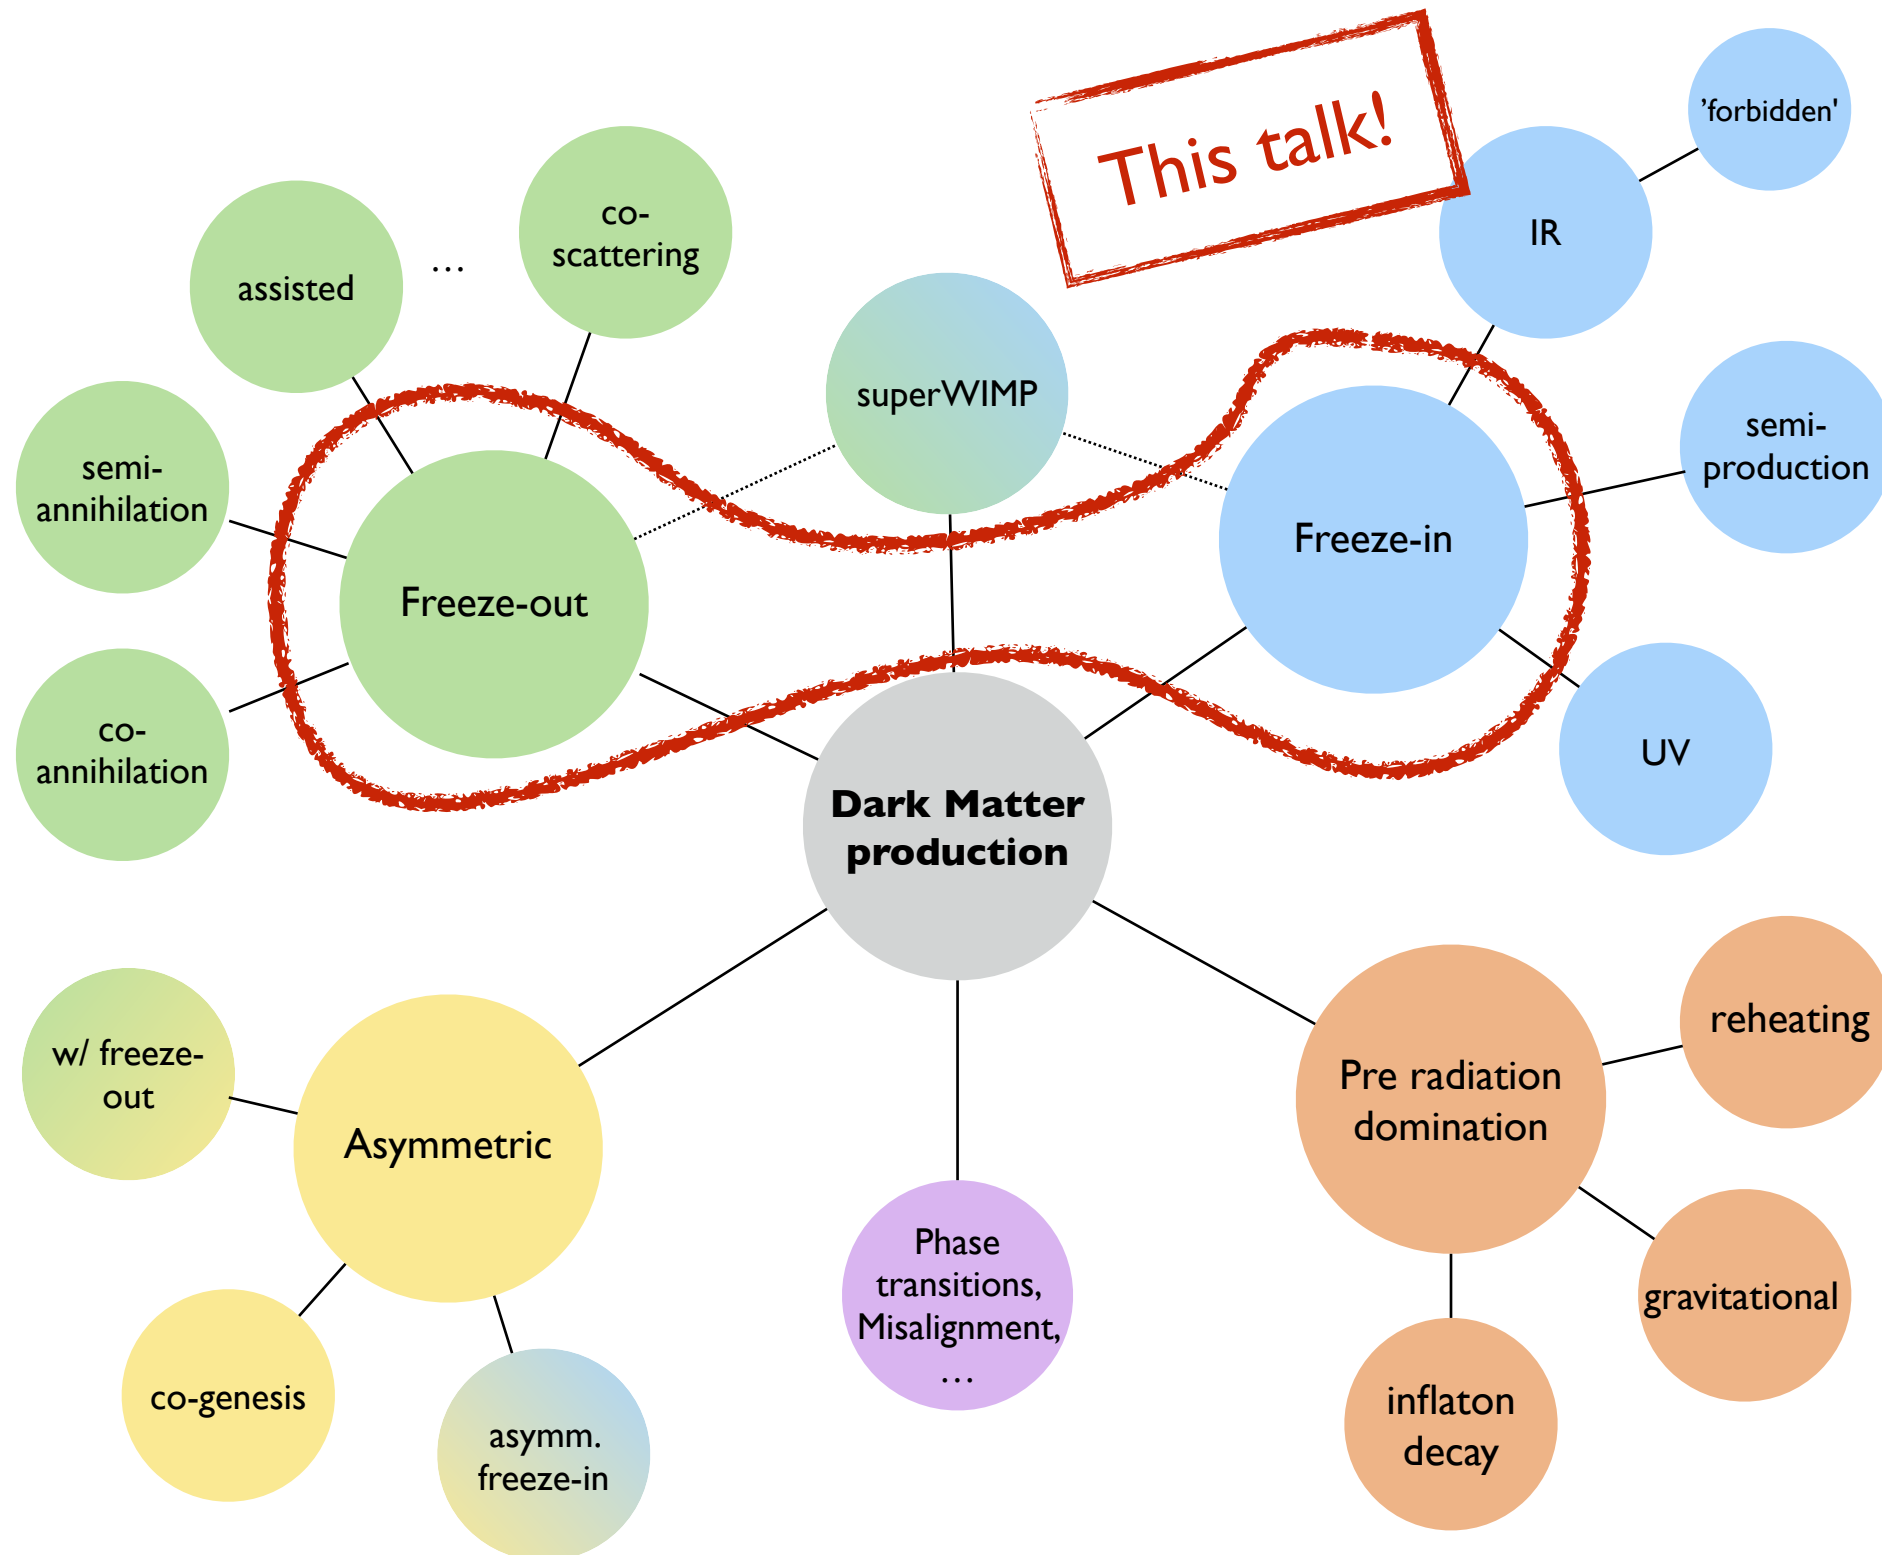 This talk!
'forbidden'
co-
scattering
IR
…
assisted
superWIMP
semi-
production
semi-
annihilation
Freeze-in
Freeze-out
co-
annihilation
UV
Dark Matter
production
reheating
w/ freeze-
out
Pre radiation
domination
Asymmetric
Phase
transitions,
Misalignment,
…
gravitational
co-genesis
inflaton
decay
asymm.
freeze-in